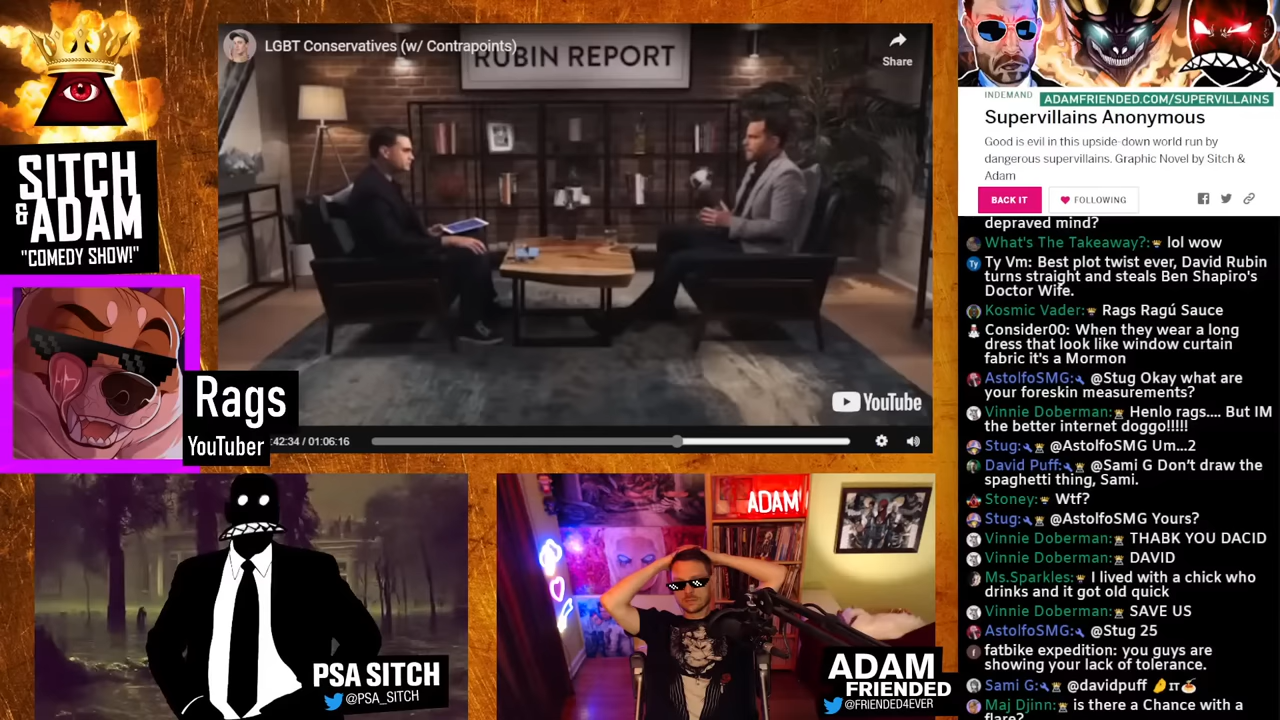 LGBT Conservatives (w/ Contrapoints)
RUBIN REPORT
Share
SITCH
& ADAM
"COMEDY SHOW!"
Rags
YouTuber
:42:34 / 01:06:16
YouTube
ADAM
PSA SITCH
@PSA_SITCH
ADAM
FRIENDED
@FRIENDED4EVER
INDEMAND
ADAMFRIENDED.COM/SUPERVILLAINS
Supervillains Anonymous
Good is evil in this upside-down world run by
dangerous supervillains. Graphic Novel by Sitch &
Adam
BACK IT
FOLLOWING
depraved mind?
What's The Takeaway?: lol wow
Ty Vm: Best plot twist ever, David Rubin
turns straight and steals Ben Shapiro's
Doctor Wife.
Kosmic Vader: Rags Ragú Sauce
Consider00: When they wear a long
dress that look like window curtain
fabric it's a Mormon
AstolfoSMG: @Stug Okay what are
your foreskin measurements?
Vinnie Doberman: Henlo rags.... But IM
the better internet doggo!!!!!
Stug: @AstolfoSMG Um...2
David Puff: @Sami G Don't draw the
spaghetti thing, Sami.
Stoney: Wtf?
Stug: @AstolfoSMG Yours?
Vinnie Doberman: THABK YOU DACID
Vinnie Doberman: DAVID
Ms.Sparkles: I lived with a chick who
drinks and it got old quick
Vinnie Doberman: SAVE US
AstolfoSMG: @Stug 25
fatbike expedition: you guys are
showing your lack of tolerance.
Sami G: @davidpuff 🤌π🍝
Maj Djinn: is there a Chance with a
flare?